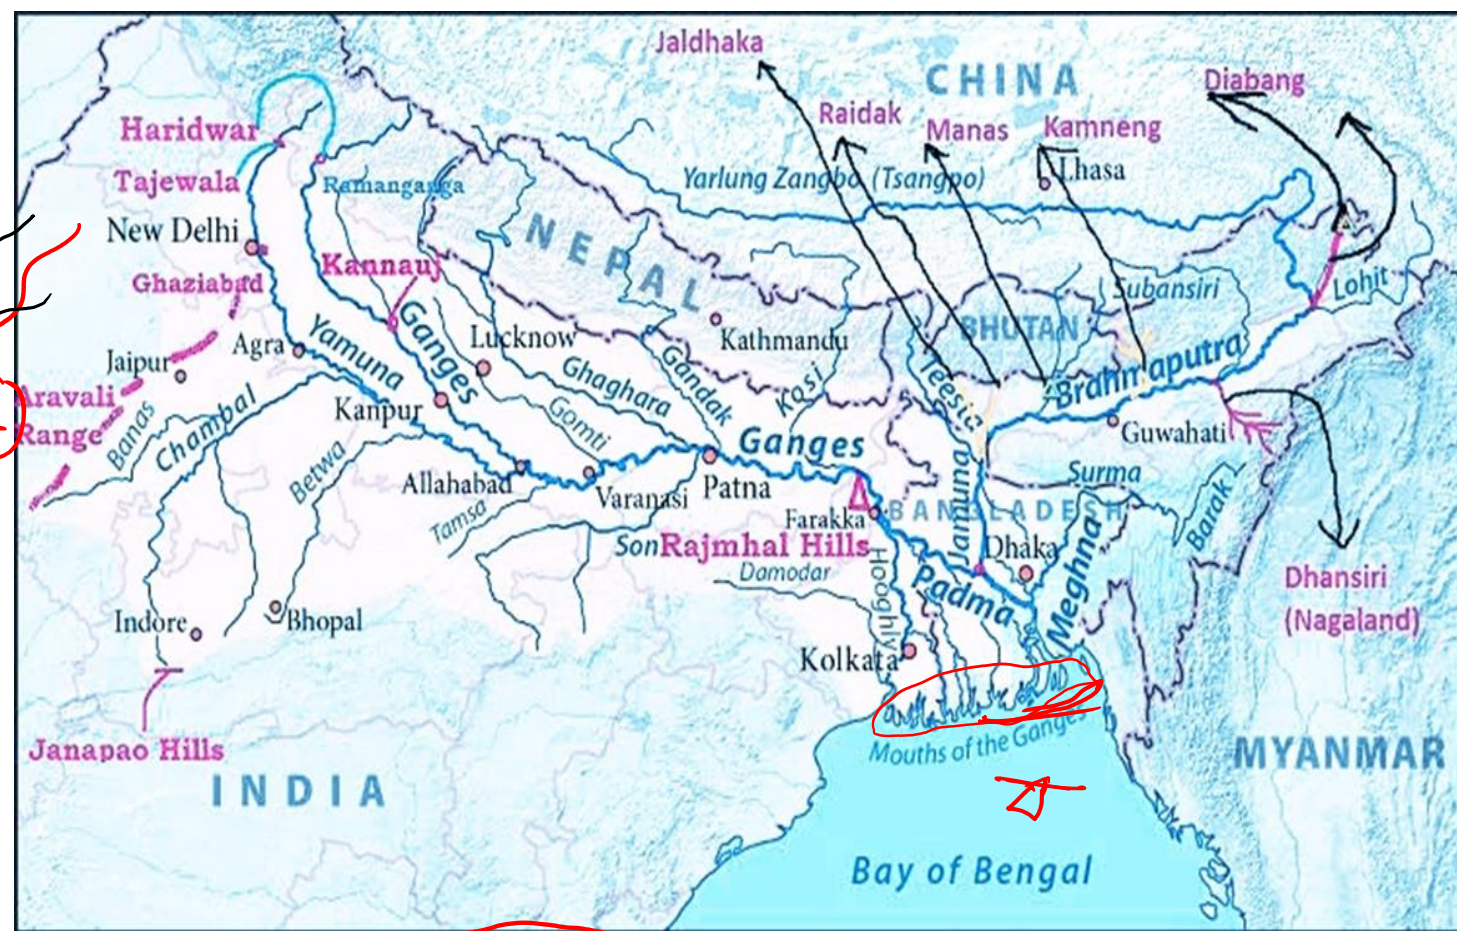 Jaldhaka
CHINA
Diabang
Raidak
Manas
Kamneng
Haridwar
Lhasa
Tajewala
Ramanganga
Yarlung Zangbo (Tsangpo)
New Delhi
NEPAL
Kannauj
Ghaziabad
Subansiri
Lohit
Yamuna
Ganges
Lucknow
Kathmandu
BHUTAN
Agra
Jaipur
Ghaghara
Gandak
Kosi
Teesta
Brahmaputra
Aravali
Range
Banas
Chambal
Kanpur
Gomti
Ganges
Guwahati
Betwa
Allahabad
Varanasi
Patna
Surma
Tamsa
Farakka
BANGLADESH
Jamuna
Barak
Son
Rajmhal Hills
Dhaka
Damodar
Hooghly
Padma
Meghna
Dhansiri
(Nagaland)
Indore
Bhopal
Kolkata
Janapao Hills
Mouths of the Ganges
MYANMAR
INDIA
Bay of Bengal